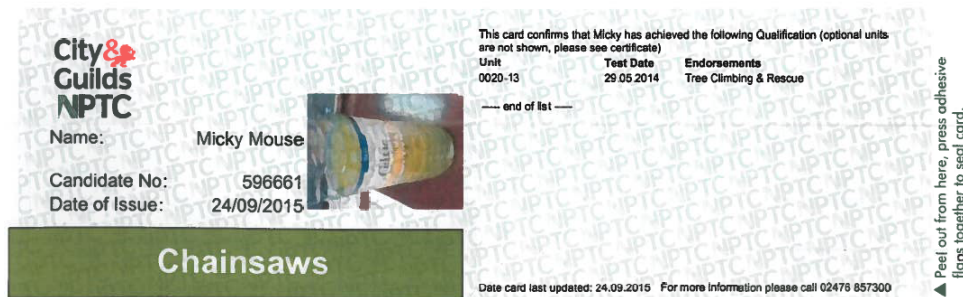 City&
Guilds
NPTC
Name: Micky Mouse
Candidate No: 596661
Date of Issue: 24/09/2015
Chainsaws
This card confirms that Micky has achieved the following Qualification (optional units
are not shown, please see certificate)
Unit Test Date Endorsements
0020-13 29.05.2014 Tree Climbing & Rescue
----- end of list -----
Date card last updated: 24.09.2015 For more information please call 02476 857300
▲ Peel out from here, press adhesive
flaps together to seal card.